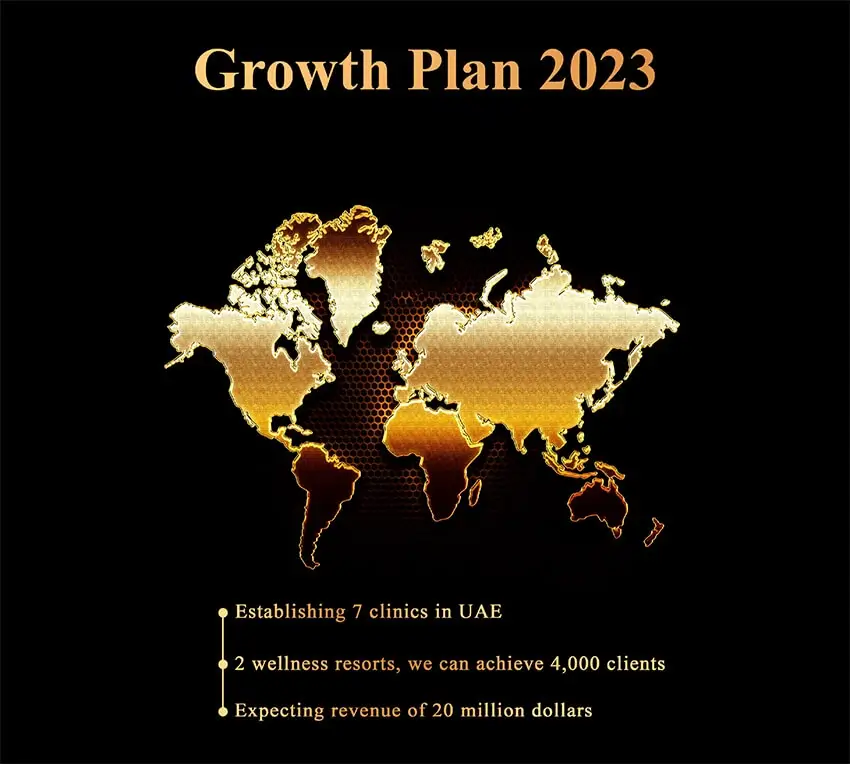 Growth Plan 2023
Establishing 7 clinics in UAE
2 wellness resorts, we can achieve 4,000 clients
Expecting revenue of 20 million dollars